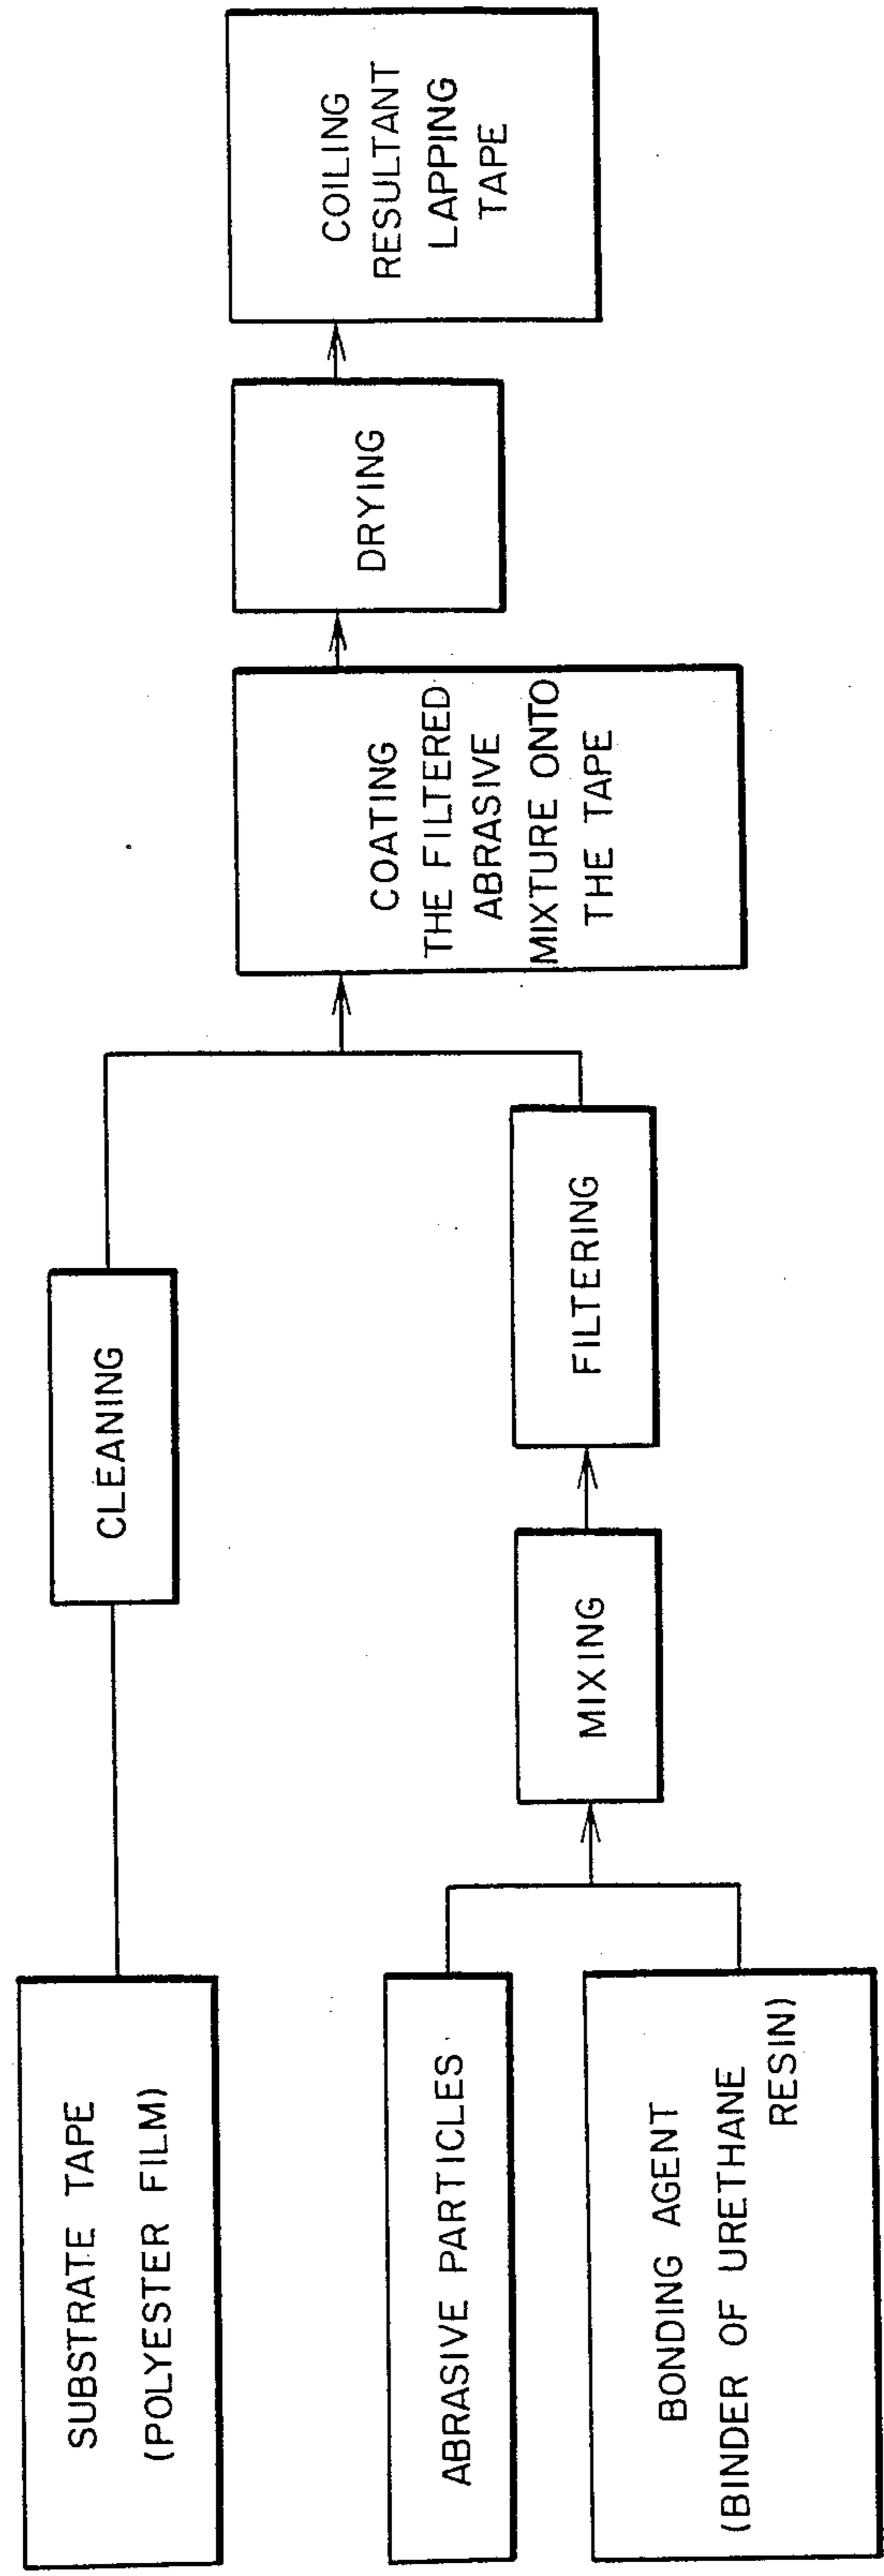 SUBSTRATE TAPE
(POLYESTER FILM)
CLEANING
ABRASIVE PARTICLES
BONDING AGENT
(BINDER OF URETHANE
RESIN)
MIXING
FILTERING
COATING
THE FILTERED
ABRASIVE
MIXTURE ONTO
THE TAPE
DRYING
COILING
RESULTANT
LAPPING
TAPE